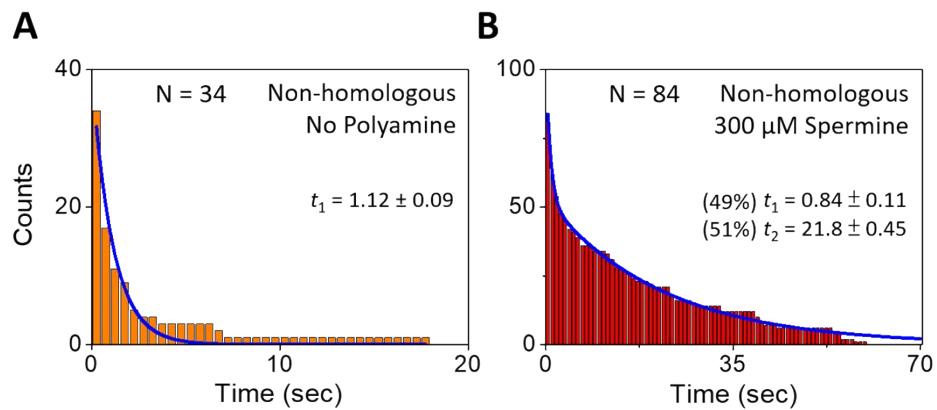 A
B
40
20
0
Counts
N = 34
Non-homologous
No Polyamine
t₁ = 1.12 ± 0.09
0
10
20
Time (sec)
100
50
0
N = 84
Non-homologous
300 µM Spermine
(49%) t₁ = 0.84 ± 0.11
(51%) t₂ = 21.8 ± 0.45
0
35
70
Time (sec)